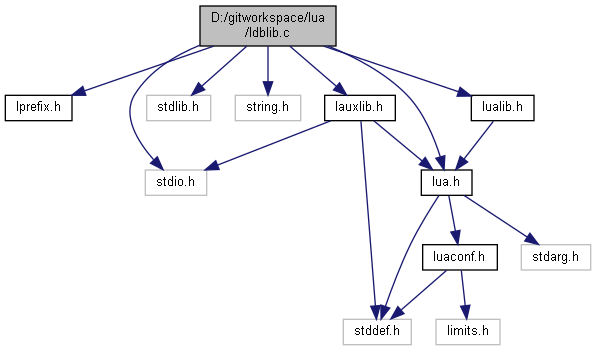 D:/gitworkspace/lua
/ldblib.c
lprefix.h
stdlib.h
string.h
lauxlib.h
lualib.h
stdio.h
lua.h
luaconf.h
stdarg.h
stddef.h
limits.h